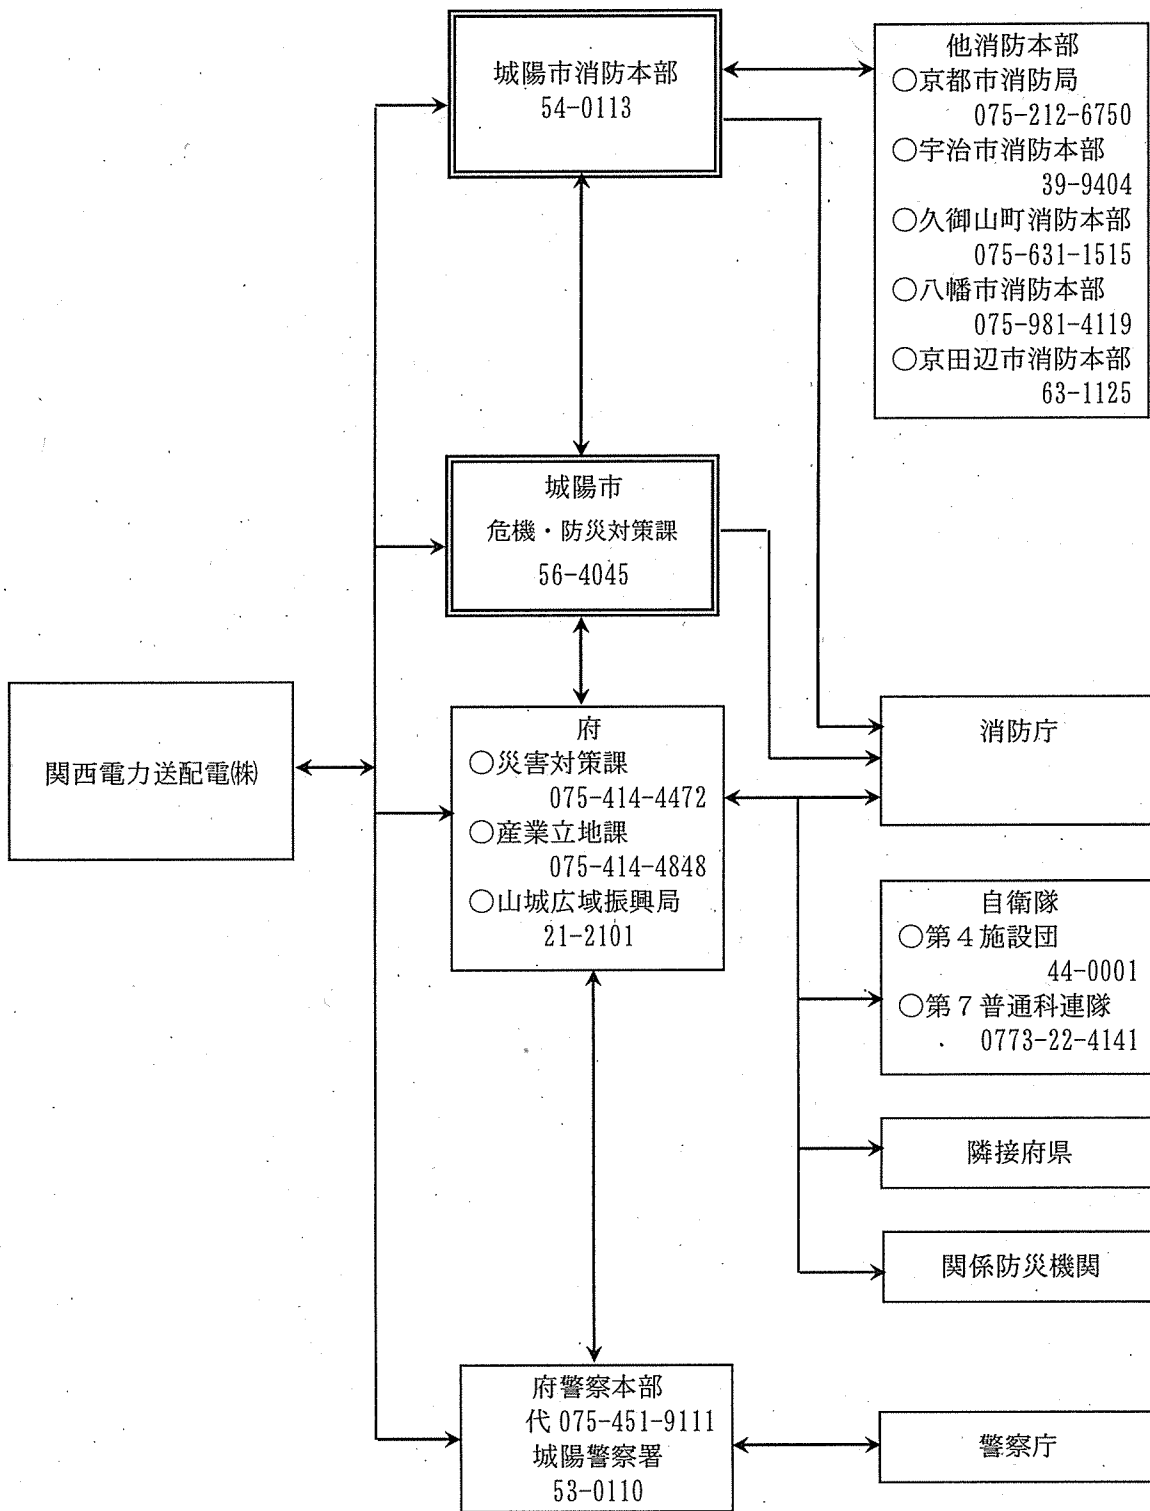 城陽市消防本部
54-0113
他消防本部
○京都市消防局
075-212-6750
○宇治市消防本部
39-9404
○久御山町消防本部
075-631-1515
○八幡市消防本部
075-981-4119
○京田辺市消防本部
63-1125
城陽市
危機・防災対策課
56-4045
関西電力送配電㈱
府
○災害対策課
075-414-4472
○産業立地課
075-414-4848
○山城広域振興局
21-2101
消防庁
自衛隊
○第4施設団
44-0001
○第7普通科連隊
0773-22-4141
隣接府県
関係防災機関
府警察本部
代 075-451-9111
城陽警察署
53-0110
警察庁